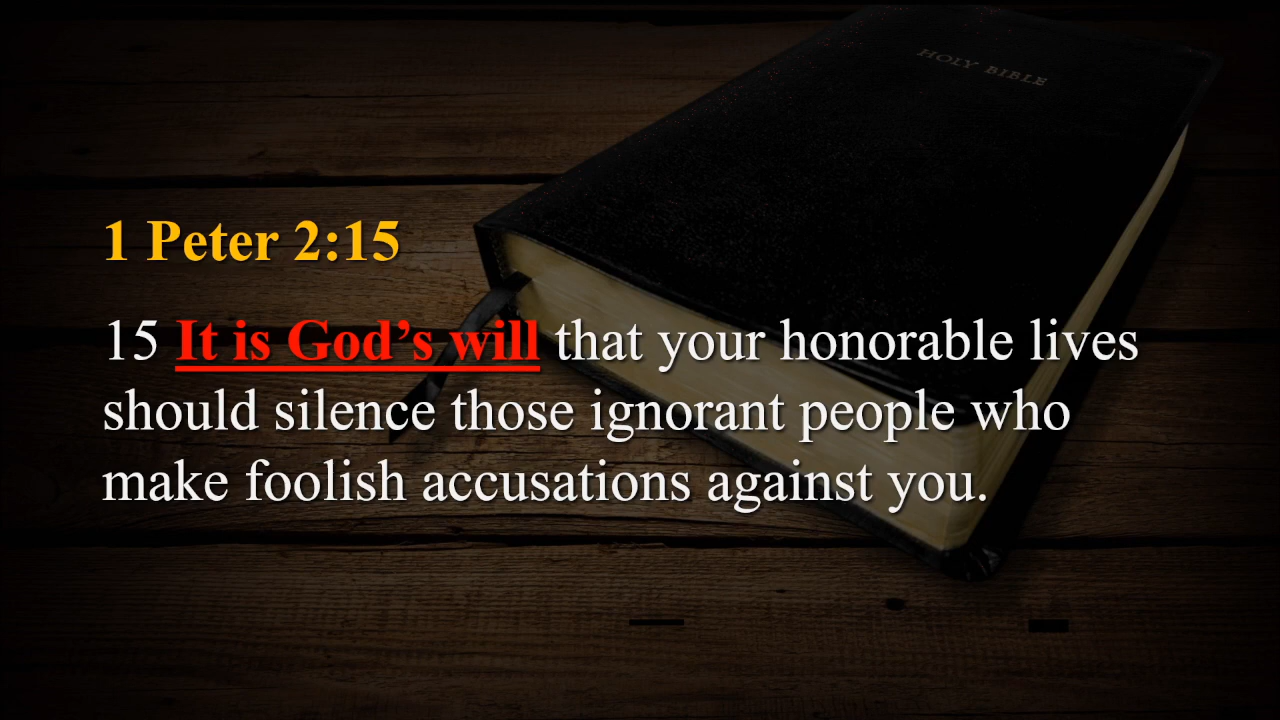 HOLY BIBLE
1 Peter 2:15
15 It is God’s will that your honorable lives
should silence those ignorant people who
make foolish accusations against you.